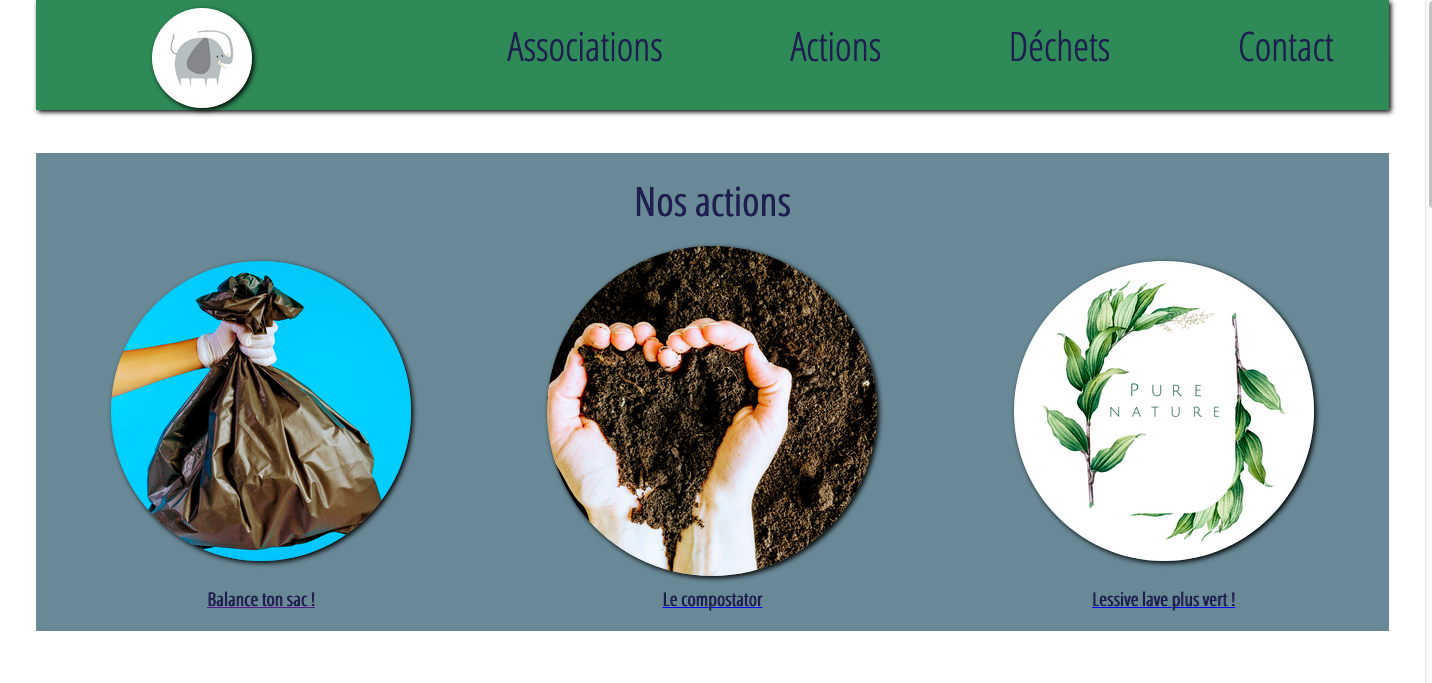 Associations
Actions
Déchets
Contact
Nos actions
PURE
NATURE
Balance ton sac !
Le compostator
Lessive lave plus vert !